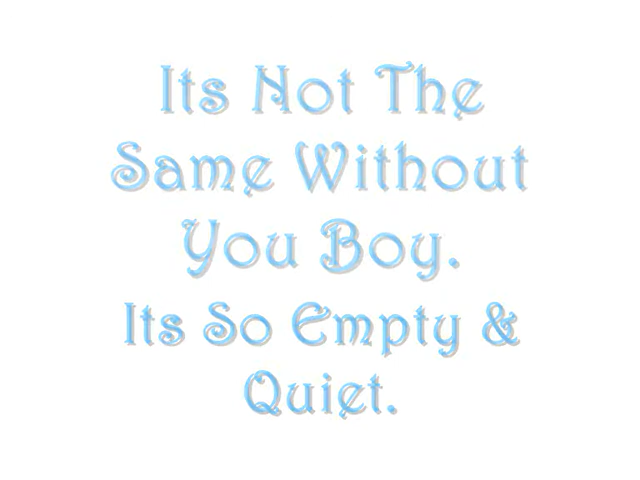 Its Not The
Same Without
You Boy.
Its So Empty &
Quiet.